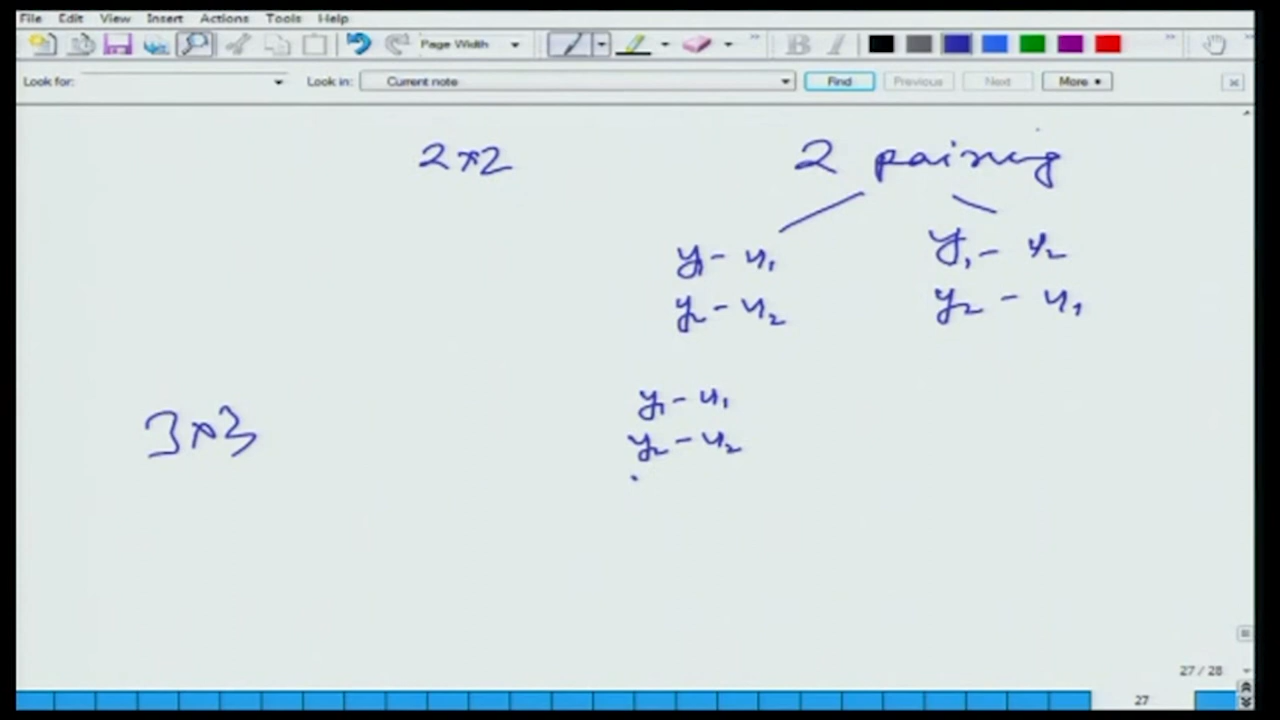 File Edit View Insert Actions Tools Help
Page Width B I
Look for: Look in: Current note Find Previous Next More
2×2 2 pairing
y1 - u1 y1 - u2
y2 - u2 y2 - u1
y1 - u1
3×3 y2 - u2
27 / 28
27